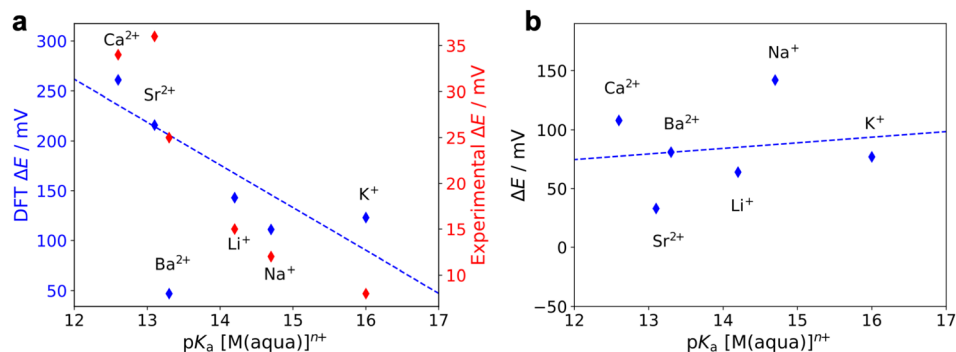 a
DFT ΔE / mV
300
250
200
150
100
50
Ca²⁺
Sr²⁺
Ba²⁺
Li⁺
Na⁺
K⁺
35
30
25
20
15
10
Experimental ΔE / mV
12 13 14 15 16 17
pKₐ [M(aqua)]ⁿ⁺
b
ΔE / mV
150
100
50
0
−50
Na⁺
Ca²⁺
Ba²⁺
K⁺
Li⁺
Sr²⁺
12 13 14 15 16 17
pKₐ [M(aqua)]ⁿ⁺